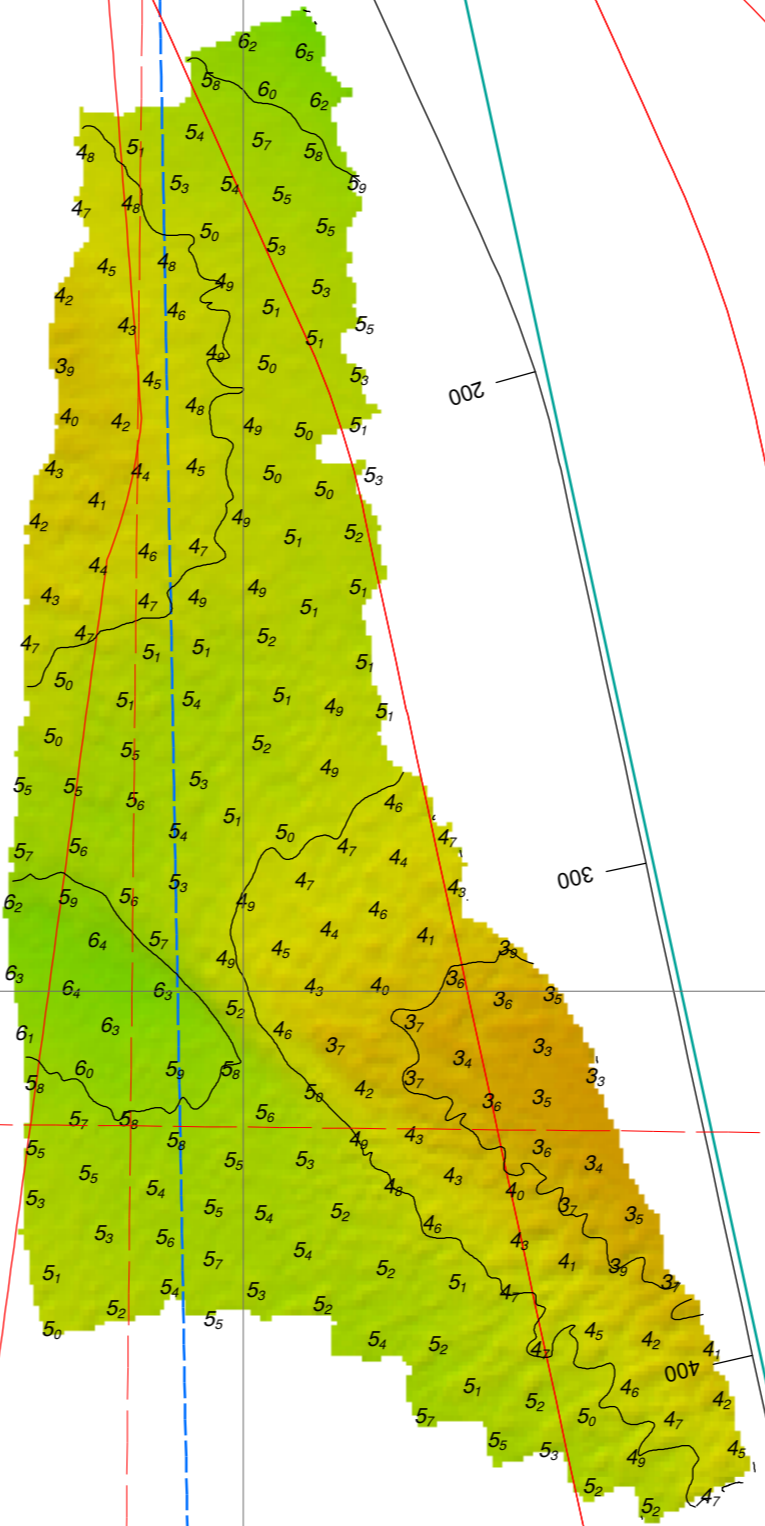 6₂ 6₅
5₈ 6₀ 6₂
5₄ 5₇ 5₈
4₈ 5₁
5₃ 5₄ 5₅ 5₉
4₇ 4₈ 5₀ 5₃ 5₅
4₅ 4₈ 4₉ 5₃
4₂ 4₃ 4₆ 5₁ 5₁ 5₅
3₉ 4₅ 4₉ 5₀ 5₃
200
4₀ 4₂ 4₈ 4₉ 5₀ 5₁
4₃ 4₄ 4₅ 5₀ 5₀ 5₃
4₂ 4₁ 4₉ 5₁ 5₂
4₄ 4₆ 4₇
4₃ 4₇ 4₉ 4₉ 5₁ 5₁
4₇ 4₇ 5₁ 5₁ 5₂ 5₁
5₀ 5₁ 5₄ 5₁ 4₉ 5₁
5₀ 5₅ 5₂
5₅ 5₅ 5₆ 5₃ 4₉ 4₆
5₇ 5₆ 5₄ 5₁ 5₀ 4₇ 4₄ 4₇
300
6₂ 5₉ 5₆ 5₃ 4₉ 4₇ 4₆ 4₃
6₄ 5₇ 4₉ 4₅ 4₄ 4₁ 3₉
6₃ 6₄ 6₃ 5₂ 4₃ 4₀ 3₆ 3₆ 3₅
6₁ 6₃ 4₆ 3₇ 3₇ 3₄ 3₃
5₈ 6₀ 5₉ 5₈ 5₀ 4₂ 3₇ 3₆ 3₅ 3₃
5₇ 5₈ 5₈ 5₆ 4₉ 4₃ 3₆
5₅ 5₅ 5₅ 5₃ 4₃ 3₄
5₃ 5₄ 5₅ 5₄ 5₂ 4₈ 4₆ 4₀ 3₇ 3₅
5₃ 5₆ 5₇ 5₄ 4₃
5₁ 5₄ 5₃ 5₂ 5₁ 4₇ 4₁ 3₉
5₀ 5₂ 5₅ 5₂ 5₄ 5₂ 4₇ 4₅ 4₂ 4₁
400
5₇ 5₁ 5₂ 5₀ 4₆ 4₇ 4₂
5₅ 5₃ 4₉ 4₅
5₂ 5₂ 4₇